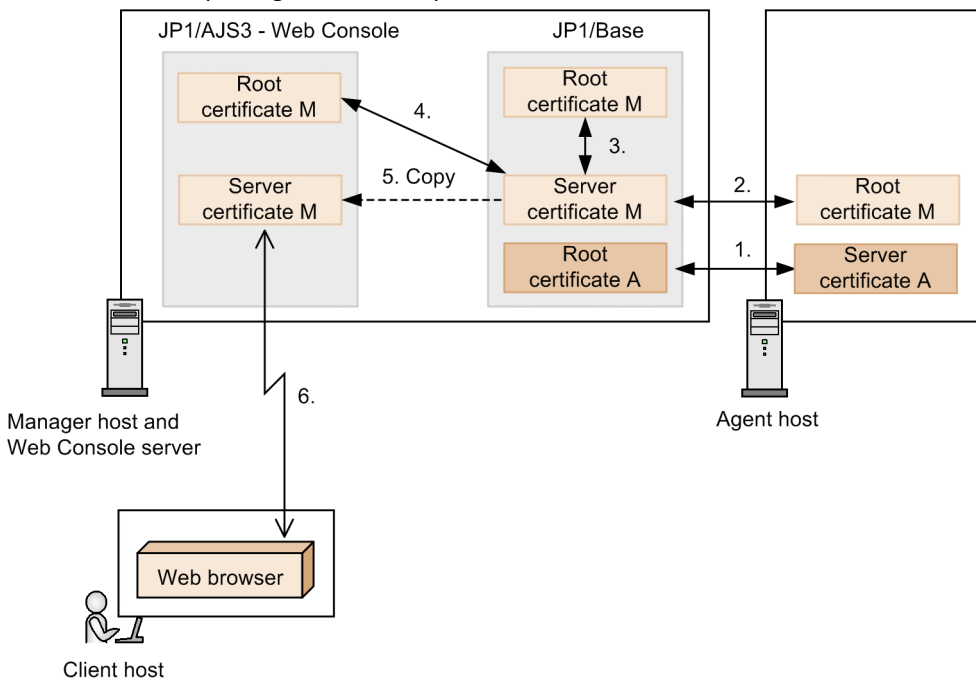 JP1/AJS3 - Web Console
JP1/Base
Root
certificate M
Root
certificate M
4.
3.
Server
certificate M
5. Copy
Server
certificate M
2.
Root
certificate M
Root
certificate A
1.
Server
certificate A
Manager host and
Web Console server
6.
Agent host
Web browser
Client host